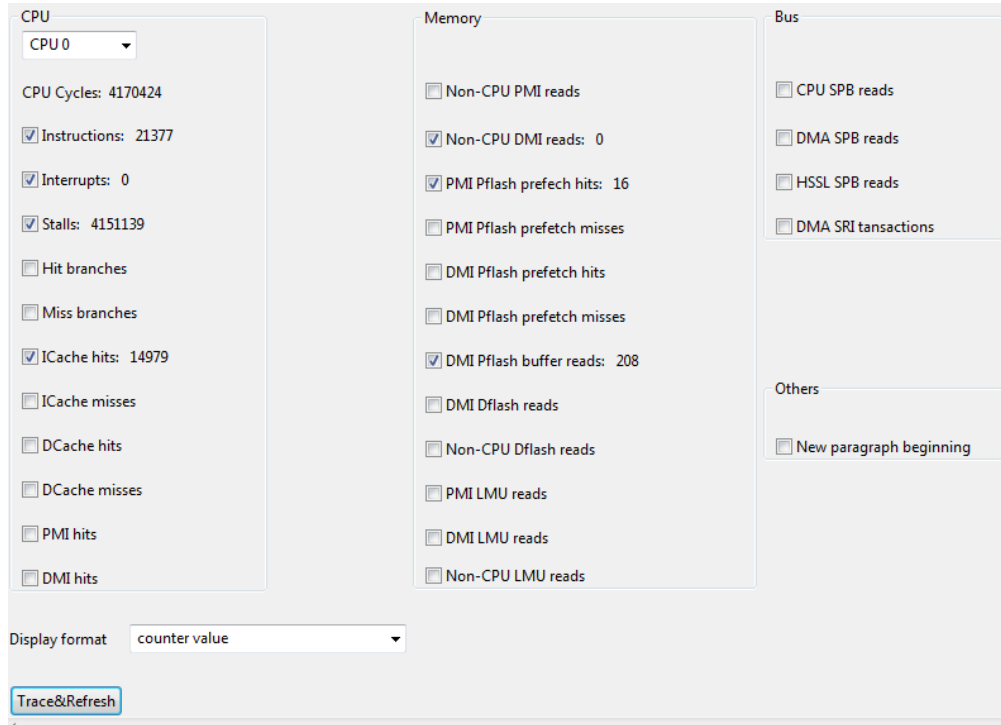 CPU
CPU 0
CPU Cycles: 4170424
Instructions: 21377
Interrupts: 0
Stalls: 4151139
Hit branches
Miss branches
ICache hits: 14979
ICache misses
DCache hits
DCache misses
PMI hits
DMI hits
Memory
Non-CPU PMI reads
Non-CPU DMI reads: 0
PMI Pflash prefech hits: 16
PMI Pflash prefetch misses
DMI Pflash prefetch hits
DMI Pflash prefetch misses
DMI Pflash buffer reads: 208
DMI Dflash reads
Non-CPU Dflash reads
PMI LMU reads
DMI LMU reads
Non-CPU LMU reads
Bus
CPU SPB reads
DMA SPB reads
HSSL SPB reads
DMA SRI tansactions
Others
New paragraph beginning
Display format counter value
Trace&Refresh